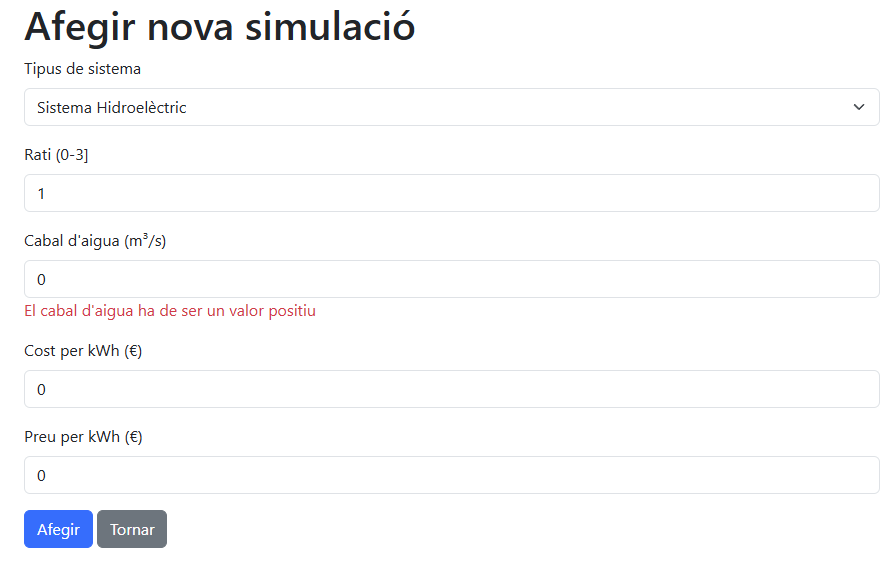 Afegir nova simulació
Tipus de sistema
Sistema Hidroelèctric
Rati (0-3]
1
Cabal d'aigua (m³/s)
0
El cabal d'aigua ha de ser un valor positiu
Cost per kWh (€)
0
Preu per kWh (€)
0
Afegir Tornar